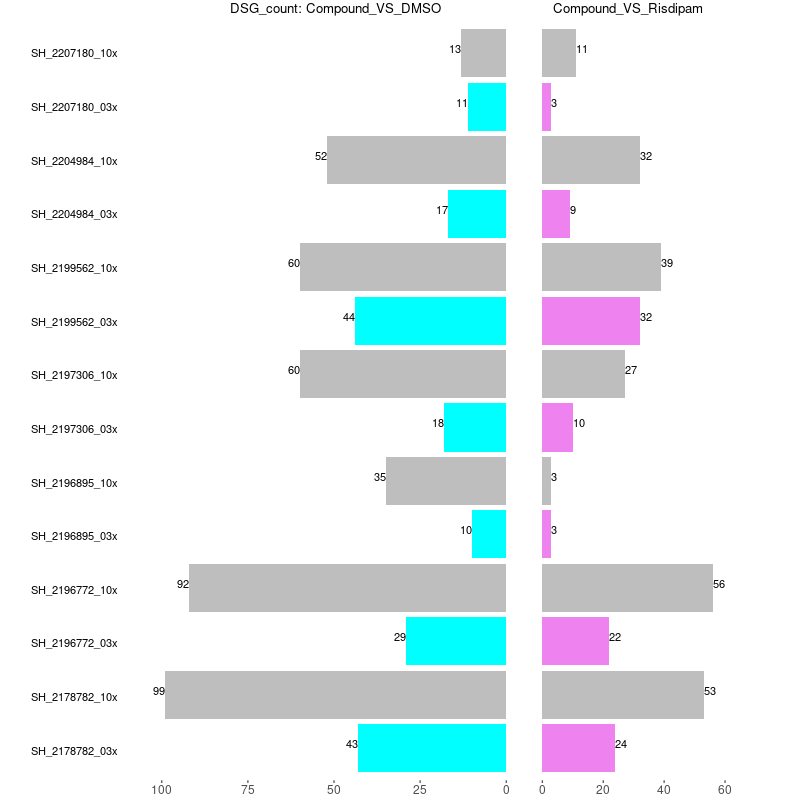 DSG_count: Compound_VS_DMSO Compound_VS_Risdipam
SH_2207180_10x 13 11
SH_2207180_03x 11 3
SH_2204984_10x 52 32
SH_2204984_03x 17 9
SH_2199562_10x 60 39
SH_2199562_03x 44 32
SH_2197306_10x 60 27
SH_2197306_03x 18 10
SH_2196895_10x 35 3
SH_2196895_03x 10 3
SH_2196772_10x 92 56
SH_2196772_03x 29 22
SH_2178782_10x 99 53
SH_2178782_03x 43 24
100 75 50 25 0 0 20 40 60